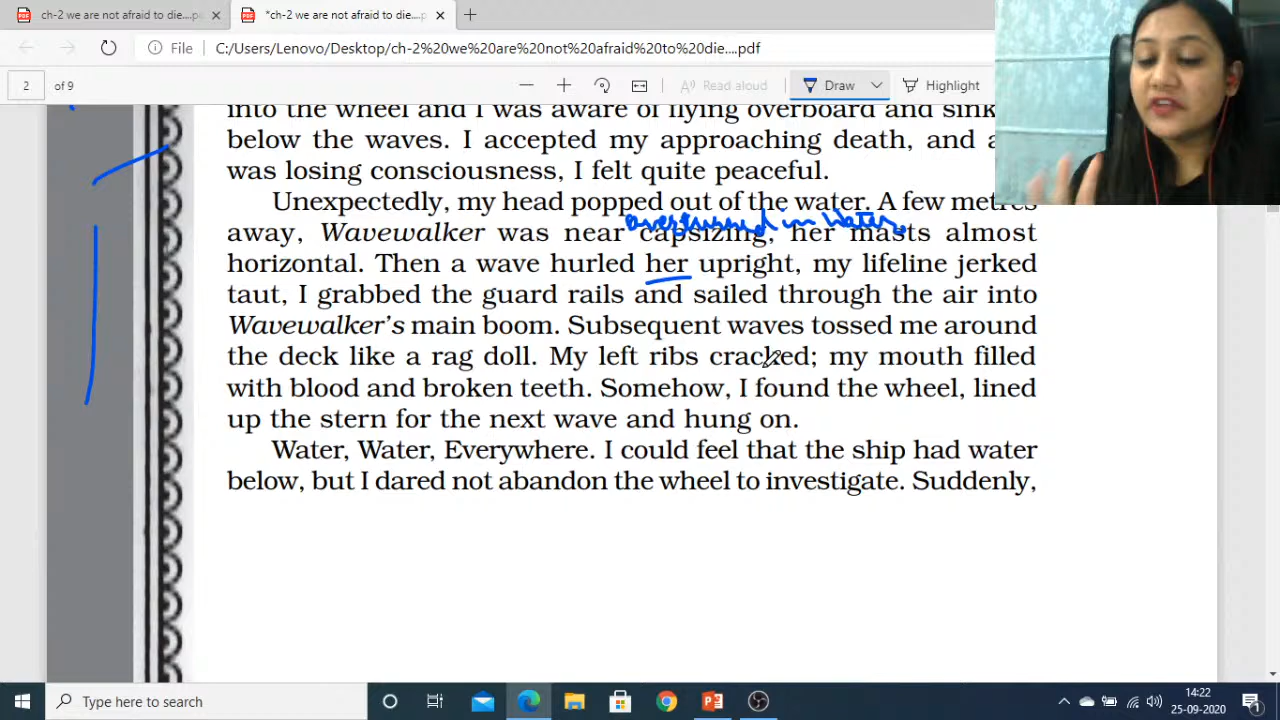 ch-2 we are not afraid to die....pdf
*ch-2 we are not afraid to die....pdf
File C:/Users/Lenovo/Desktop/ch-2%20we%20are%20not%20afraid%20to%20die....pdf
2 of 9 Read aloud Draw Highlight
into the wheel and I was aware of flying overboard and sink
below the waves. I accepted my approaching death, and a
was losing consciousness, I felt quite peaceful.
Unexpectedly, my head popped out of the water. A few metres
overturned in water
away, Wavewalker was near capsizing, her masts almost
horizontal. Then a wave hurled her upright, my lifeline jerked
taut, I grabbed the guard rails and sailed through the air into
Wavewalker's main boom. Subsequent waves tossed me around
the deck like a rag doll. My left ribs cracked; my mouth filled
with blood and broken teeth. Somehow, I found the wheel, lined
up the stern for the next wave and hung on.
Water, Water, Everywhere. I could feel that the ship had water
below, but I dared not abandon the wheel to investigate. Suddenly,
Type here to search
14:22
25-09-2020